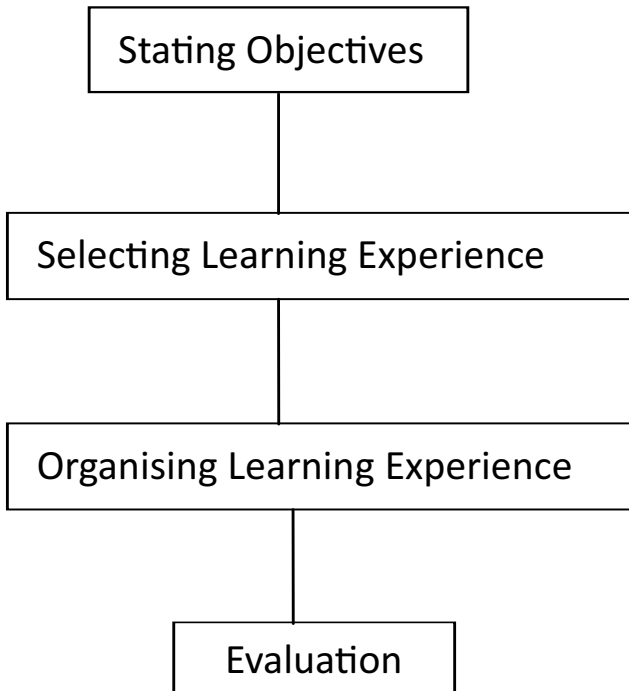 Stating Objectives
Selecting Learning Experience
Organising Learning Experience
Evaluation